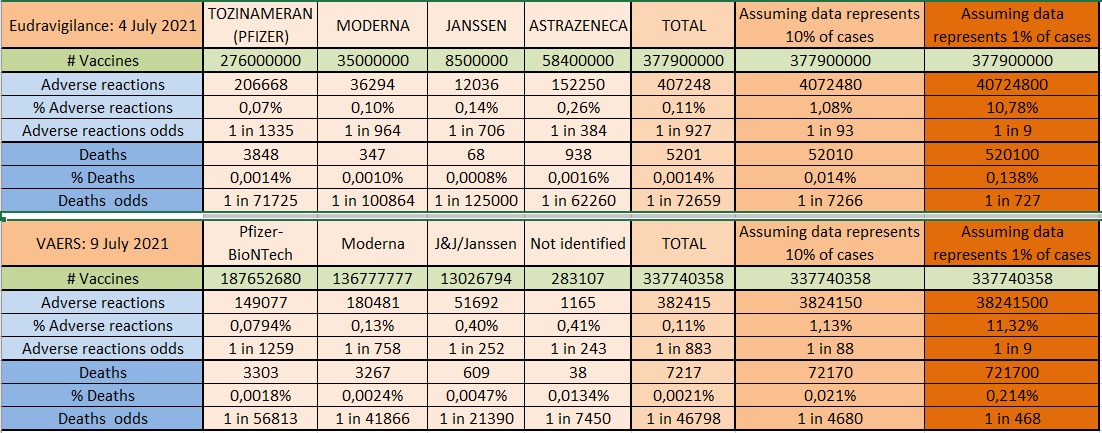 Eudravigilance: 4 July 2021 TOZINAMERAN (PFIZER) MODERNA JANSSEN ASTRAZENECA TOTAL Assuming data represents 10% of cases Assuming data represents 1% of cases
# Vaccines 276000000 35000000 8500000 58400000 377900000 377900000 377900000
Adverse reactions 206668 36294 12036 152250 407248 4072480 40724800
% Adverse reactions 0,07% 0,10% 0,14% 0,26% 0,11% 1,08% 10,78%
Adverse reactions odds 1 in 1335 1 in 964 1 in 706 1 in 384 1 in 927 1 in 93 1 in 9
Deaths 3848 347 68 938 5201 52010 520100
% Deaths 0,0014% 0,0010% 0,0008% 0,0016% 0,0014% 0,014% 0,138%
Deaths odds 1 in 71725 1 in 100864 1 in 125000 1 in 62260 1 in 72659 1 in 7266 1 in 727
VAERS: 9 July 2021 Pfizer-BioNTech Moderna J&J/Janssen Not identified TOTAL Assuming data represents 10% of cases Assuming data represents 1% of cases
# Vaccines 187652680 136777777 13026794 283107 337740358 337740358 337740358
Adverse reactions 149077 180481 51692 1165 382415 3824150 38241500
% Adverse reactions 0,0794% 0,13% 0,40% 0,41% 0,11% 1,13% 11,32%
Adverse reactions odds 1 in 1259 1 in 758 1 in 252 1 in 243 1 in 883 1 in 88 1 in 9
Deaths 3303 3267 609 38 7217 72170 721700
% Deaths 0,0018% 0,0024% 0,0047% 0,0134% 0,0021% 0,021% 0,214%
Deaths odds 1 in 56813 1 in 41866 1 in 21390 1 in 7450 1 in 46798 1 in 4680 1 in 468